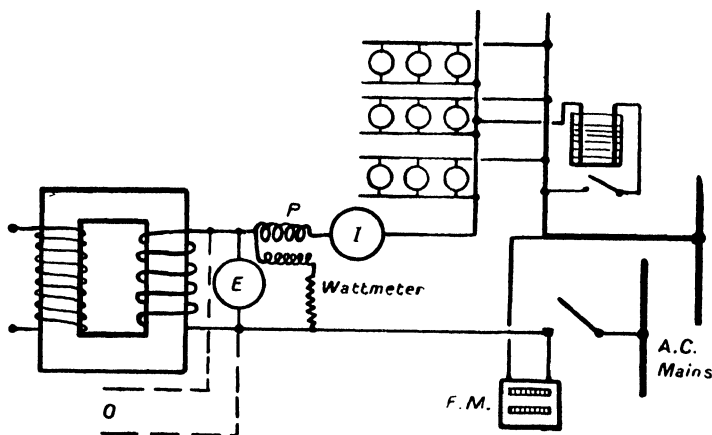 P
I
E
Wattmeter
A.C.
Mains
F.M.
O